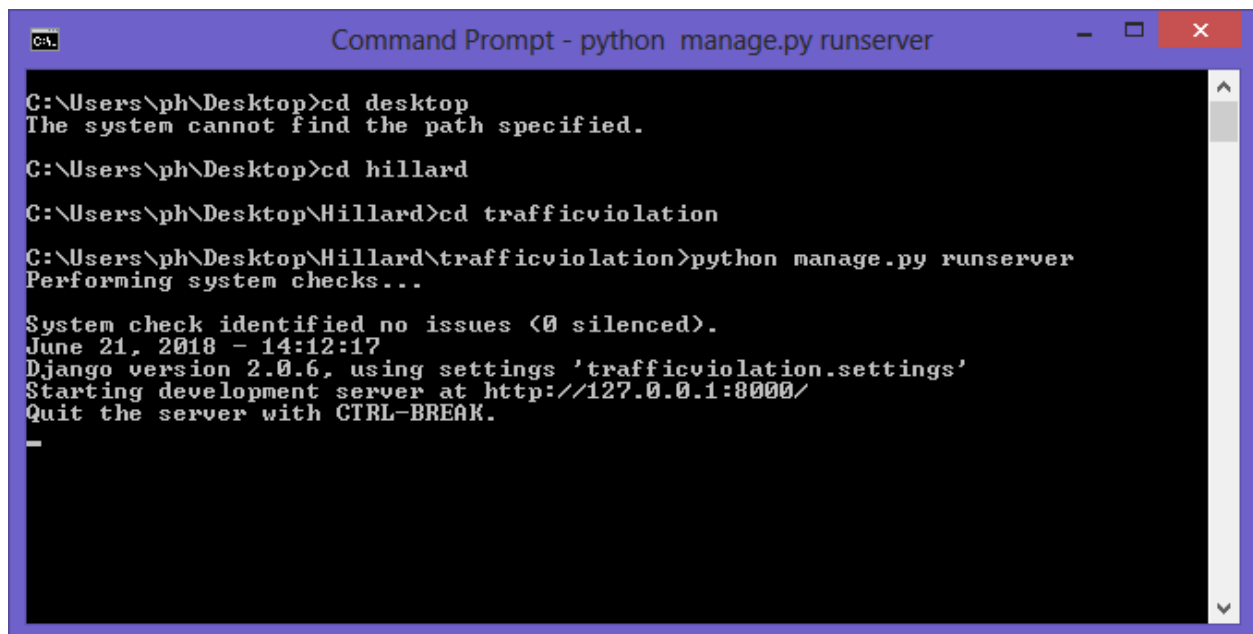 C:\.
Command Prompt - python  manage.py runserver
C:\Users\ph\Desktop>cd desktop
The system cannot find the path specified.
C:\Users\ph\Desktop>cd hillard
C:\Users\ph\Desktop\Hillard>cd trafficviolation
C:\Users\ph\Desktop\Hillard\trafficviolation>python manage.py runserver
Performing system checks...
System check identified no issues (0 silenced).
June 21, 2018 - 14:12:17
Django version 2.0.6, using settings 'trafficviolation.settings'
Starting development server at http://127.0.0.1:8000/
Quit the server with CTRL-BREAK.